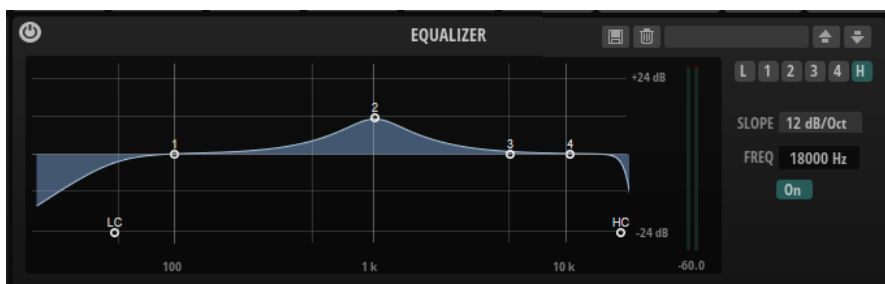 EQUALIZER
L 1 2 3 4 H
+24 dB
2
1 3 4
SLOPE 12 dB/Oct
FREQ 18000 Hz
On
LC HC
-24 dB
100 1 k 10 k -60.0